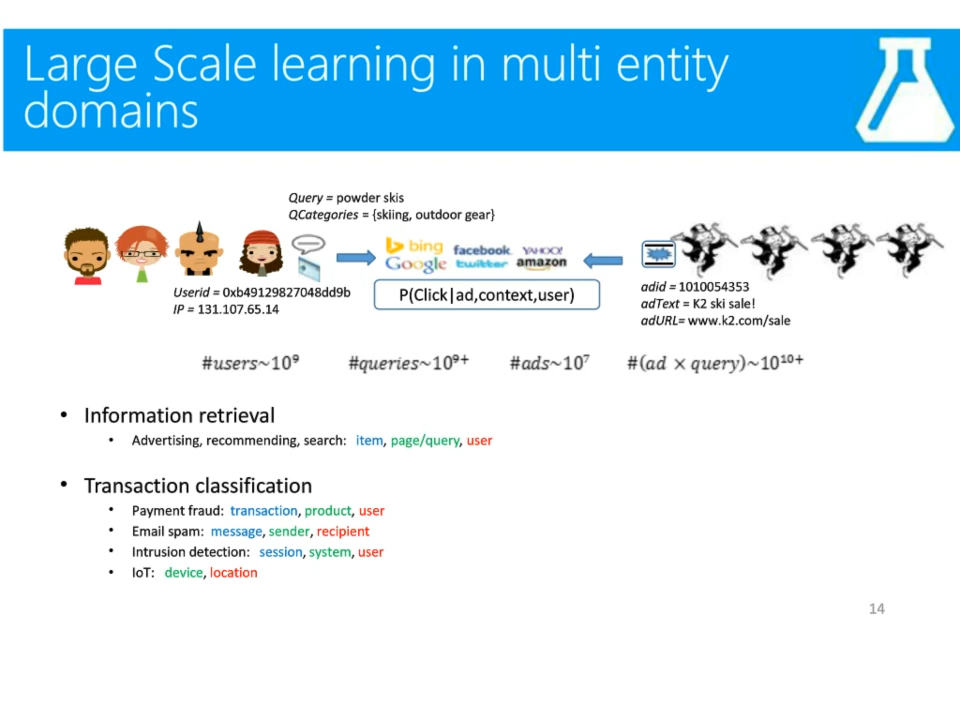 Large Scale learning in multi entity
domains
Query = powder skis
QCategories = {skiing, outdoor gear}
bing facebook YAHOO!
Google twitter amazon
Userid = 0xb49129827048dd9b
IP = 131.107.65.14
P(Click|ad,context,user)
adid = 1010054353
adText = K2 ski sale!
adURL= www.k2.com/sale
#users~10⁹ #queries~10⁹⁺ #ads~10⁷ #(ad × query)~10¹⁰⁺
• Information retrieval
• Advertising, recommending, search: item, page/query, user
• Transaction classification
• Payment fraud: transaction, product, user
• Email spam: message, sender, recipient
• Intrusion detection: session, system, user
• IoT: device, location
14